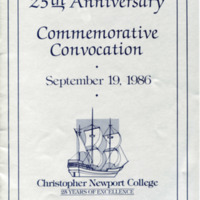 25th Anniversary
Commemorative
Convocation
September 19, 1986
Christopher Newport College
25 YEARS OF EXCELLENCE